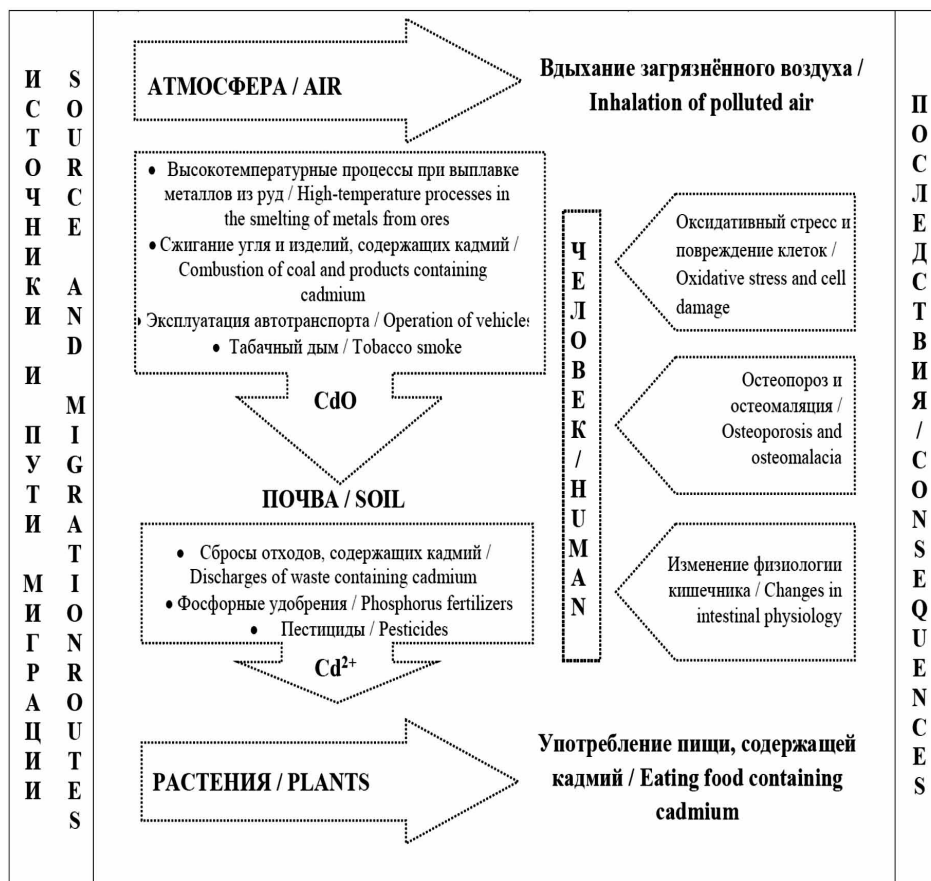 ИСТОЧНИКИ И ПУТИ МИГРАЦИИ
SOURCE AND MIGRATIONROUTES
АТМОСФЕРА / AIR
Вдыхание загрязнённого воздуха /
Inhalation of polluted air
● Высокотемпературные процессы при выплавке
металлов из руд / High-temperature processes in
the smelting of metals from ores
● Сжигание угля и изделий, содержащих кадмий /
Combustion of coal and products containing
cadmium
● Эксплуатация автотранспорта / Operation of vehicles
● Табачный дым / Tobacco smoke
CdO
ПОЧВА / SOIL
● Сбросы отходов, содержащих кадмий /
Discharges of waste containing cadmium
● Фосфорные удобрения / Phosphorus fertilizers
● Пестициды / Pesticides
Cd²⁺
РАСТЕНИЯ / PLANTS
Употребление пищи, содержащей
кадмий / Eating food containing
cadmium
ЧЕЛОВЕК/HUMAN
Оксидативный стресс и
повреждение клеток /
Oxidative stress and cell
damage
Остеопороз и
остеомаляция /
Osteoporosis and
osteomalacia
Изменение физиологии
кишечника / Changes in
intestinal physiology
ПОСЛЕДСТВИЯ/CONSEQUENCES